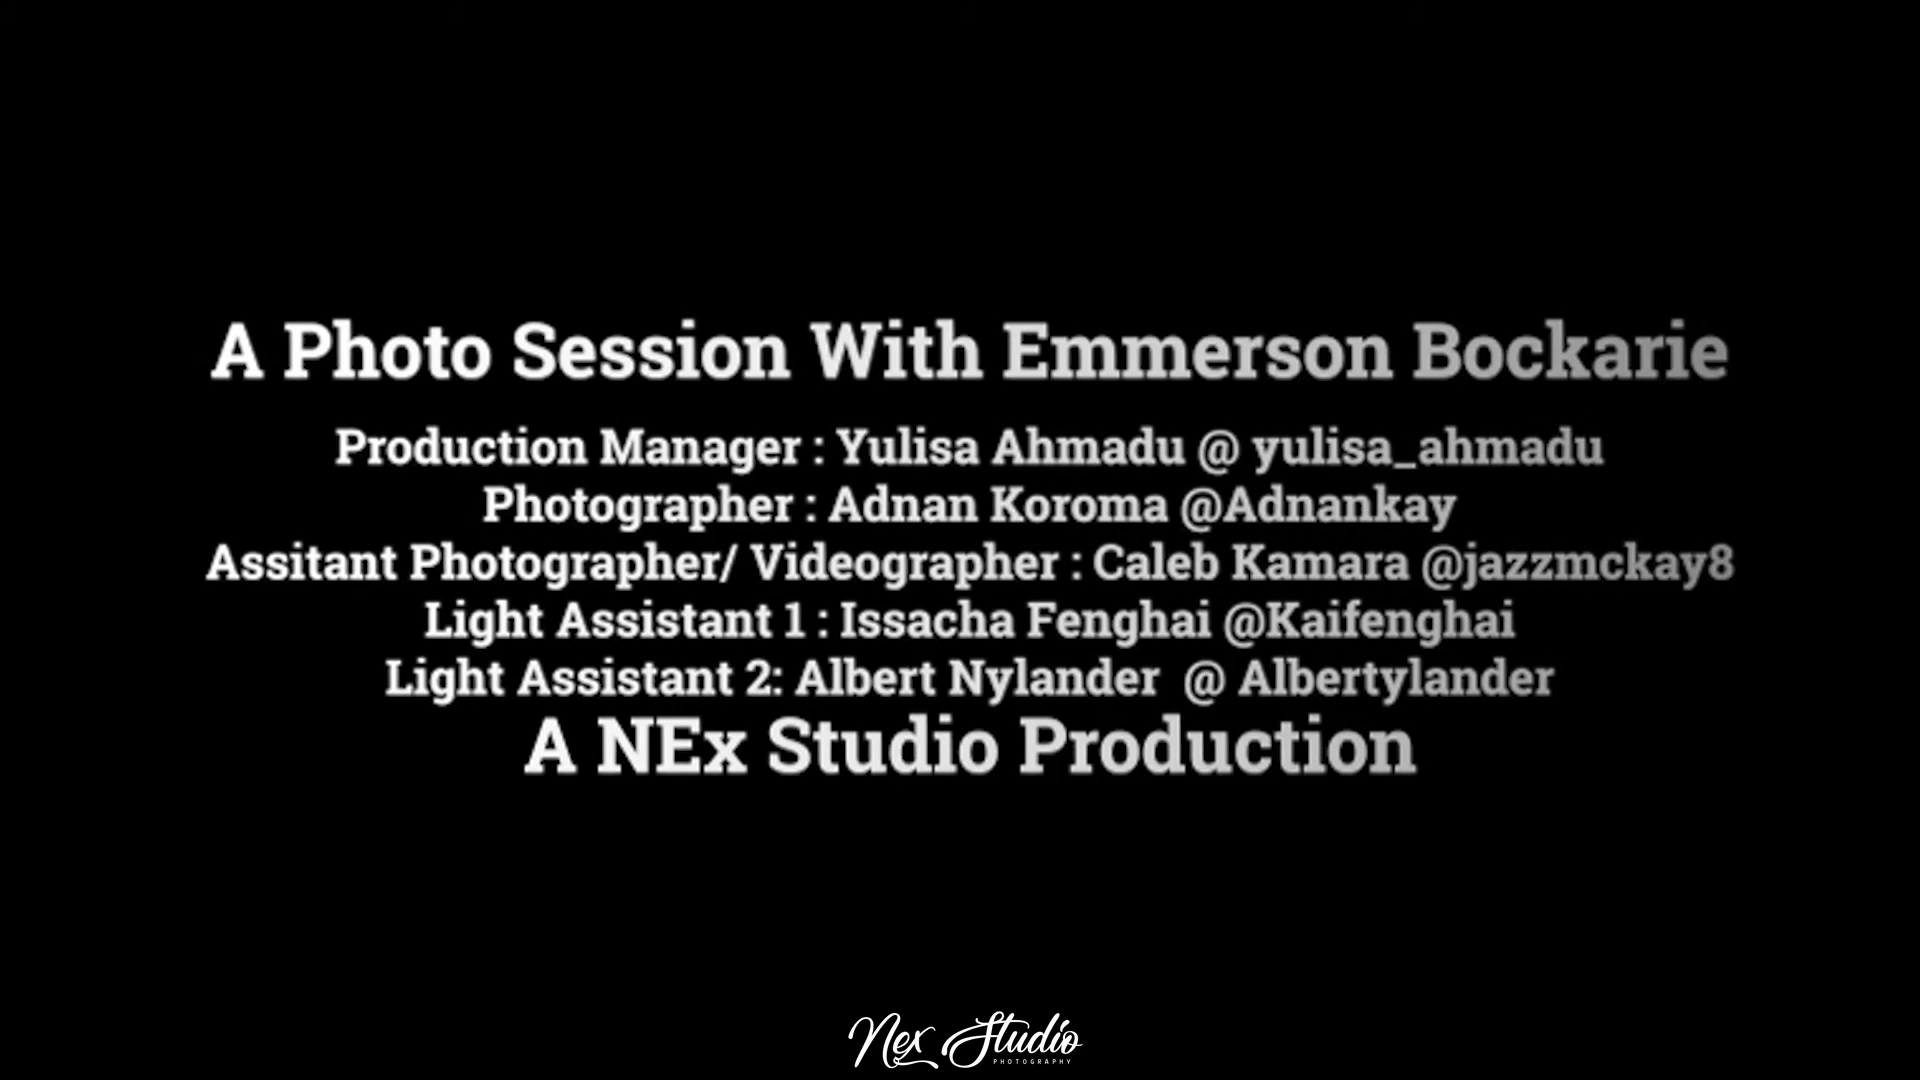 A Photo Session With Emmerson Bockarie
Production Manager : Yulisa Ahmadu @ yulisa_ahmadu
Photographer : Adnan Koroma @Adnankay
Assitant Photographer/ Videographer : Caleb Kamara @jazzmckay8
Light Assistant 1 : Issacha Fenghai @Kaifenghai
Light Assistant 2: Albert Nylander  @ Albertylander
A NEx Studio Production
Nex Studio
PHOTOGRAPHY